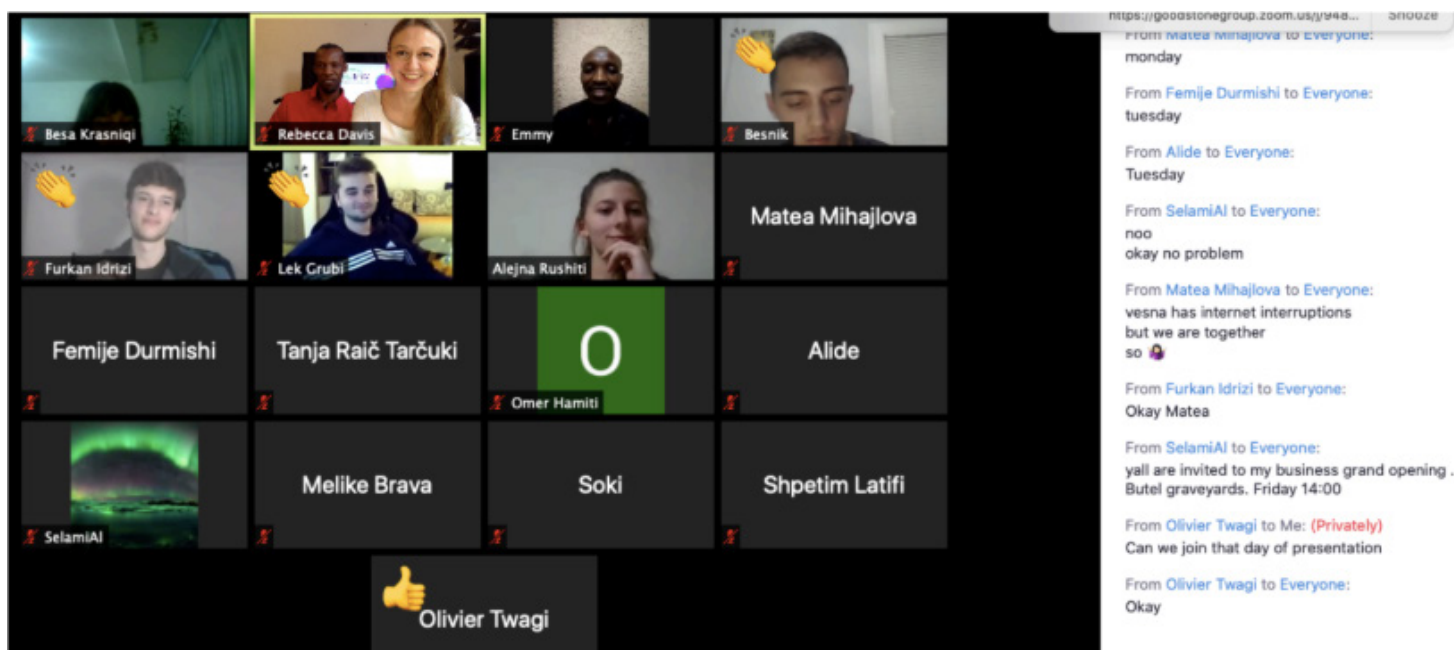 Besa Krasniqi
Rebecca Davis
Emmy
Besnik
Furkan Idrizi
Lek Grubi
Alejna Rushiti
Matea Mihajlova
Femije Durmishi
Tanja Raič Tarčuki
O
Omer Hamiti
Alide
SelamiAl
Melike Brava
Soki
Shpetim Latifi
Olivier Twagi
https://goodstonegroup.zoom.us/j/948... Snooze
From Matea Mihajlova to Everyone:
monday
From Femije Durmishi to Everyone:
tuesday
From Alide to Everyone:
Tuesday
From SelamiAl to Everyone:
noo
okay no problem
From Matea Mihajlova to Everyone:
vesna has internet interruptions
but we are together
so 🤷🏽‍♀️
From Furkan Idrizi to Everyone:
Okay Matea
From SelamiAl to Everyone:
yall are invited to my business grand opening .
Butel graveyards. Friday 14:00
From Olivier Twagi to Me: (Privately)
Can we join that day of presentation
From Olivier Twagi to Everyone:
Okay